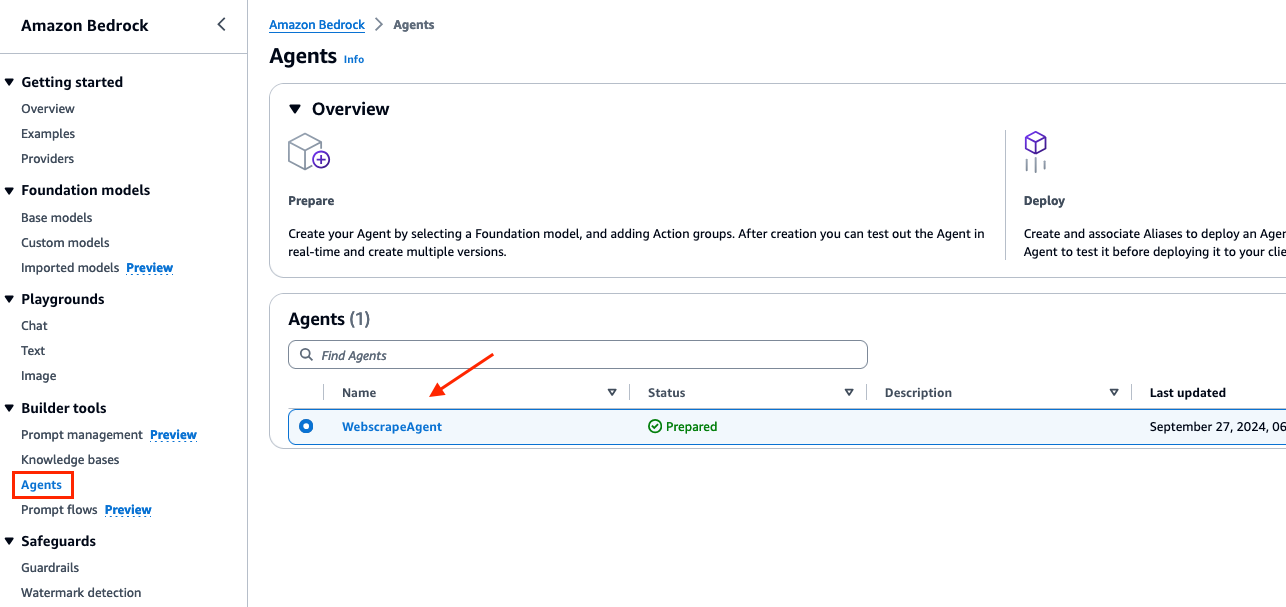 Amazon Bedrock
Getting started
Overview
Examples
Providers
Foundation models
Base models
Custom models
Imported models Preview
Playgrounds
Chat
Text
Image
Builder tools
Prompt management Preview
Knowledge bases
Agents
Prompt flows Preview
Safeguards
Guardrails
Watermark detection
Amazon Bedrock > Agents
Agents Info
Overview
Prepare
Create your Agent by selecting a Foundation model, and adding Action groups. After creation you can test out the Agent in
real-time and create multiple versions.
Deploy
Create and associate Aliases to deploy an Agen
Agent to test it before deploying it to your clie
Agents (1)
Find Agents
Name Status Description Last updated
WebscrapeAgent Prepared September 27, 2024, 06